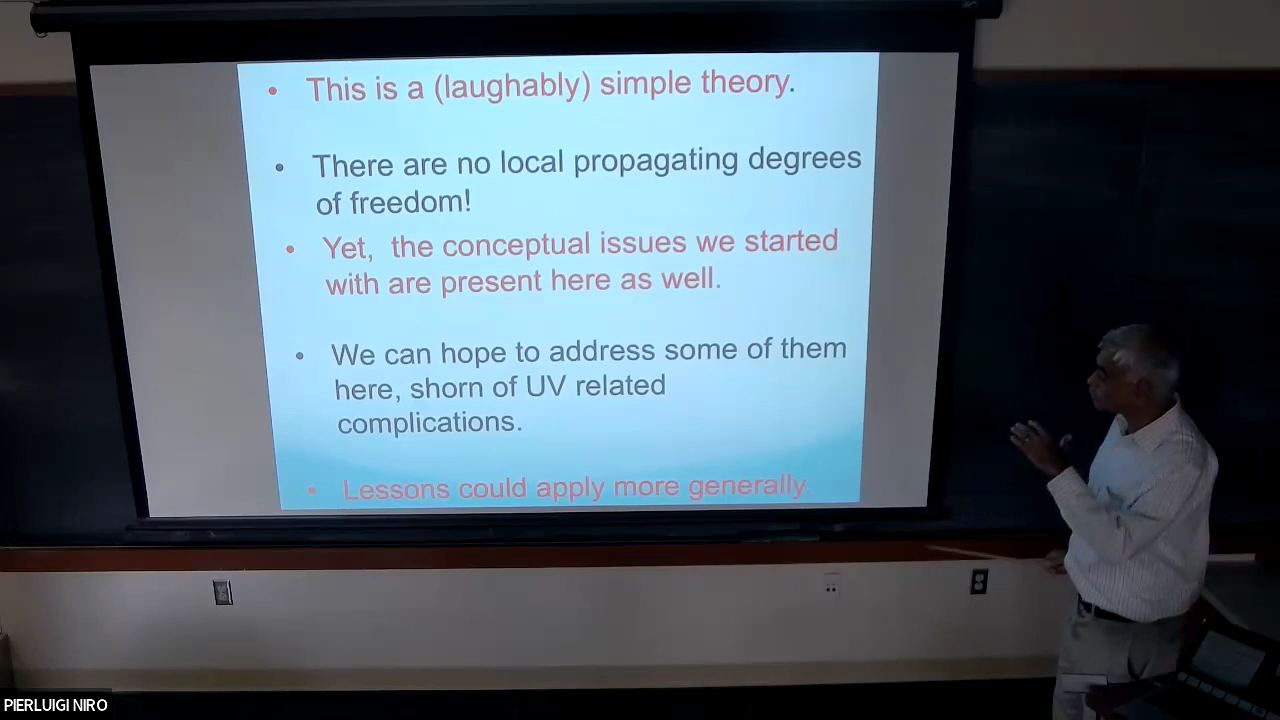 • This is a (laughably) simple theory.
• There are no local propagating degrees
of freedom!
• Yet, the conceptual issues we started
with are present here as well.
• We can hope to address some of them
here, shorn of UV related
complications.
• Lessons could apply more generally.
PIERLUIGI NIRO